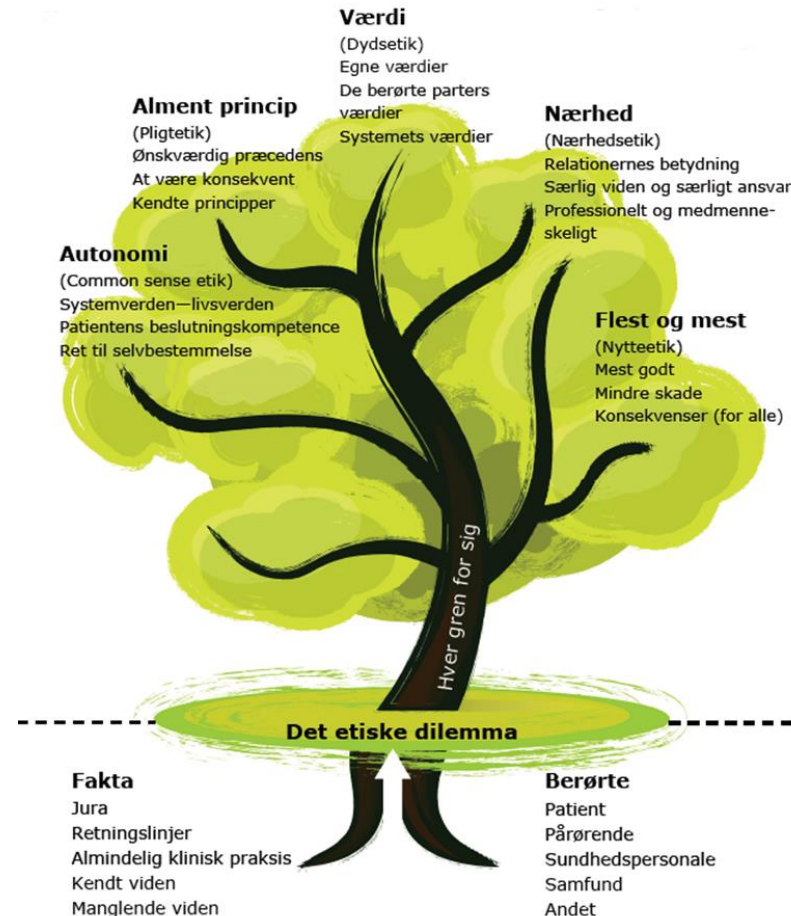 Værdi
(Dydsetik)
Egne værdier
De berørte parters
værdier
Systemets værdier
Alment princip
(Pligtetik)
Ønskværdig præcedens
At være konsekvent
Kendte principper
Nærhed
(Nærhedsetik)
Relationernes betydning
Særlig viden og særligt ansvar
Professionelt og medmenne-
skeligt
Autonomi
(Common sense etik)
Systemverden—livsverden
Patientens beslutningskompetence
Ret til selvbestemmelse
Flest og mest
(Nytteetik)
Mest godt
Mindre skade
Konsekvenser (for alle)
Hver gren for sig
Det etiske dilemma
Fakta
Jura
Retningslinjer
Almindelig klinisk praksis
Kendt viden
Manglende viden
Berørte
Patient
Pårørende
Sundhedspersonale
Samfund
Andet